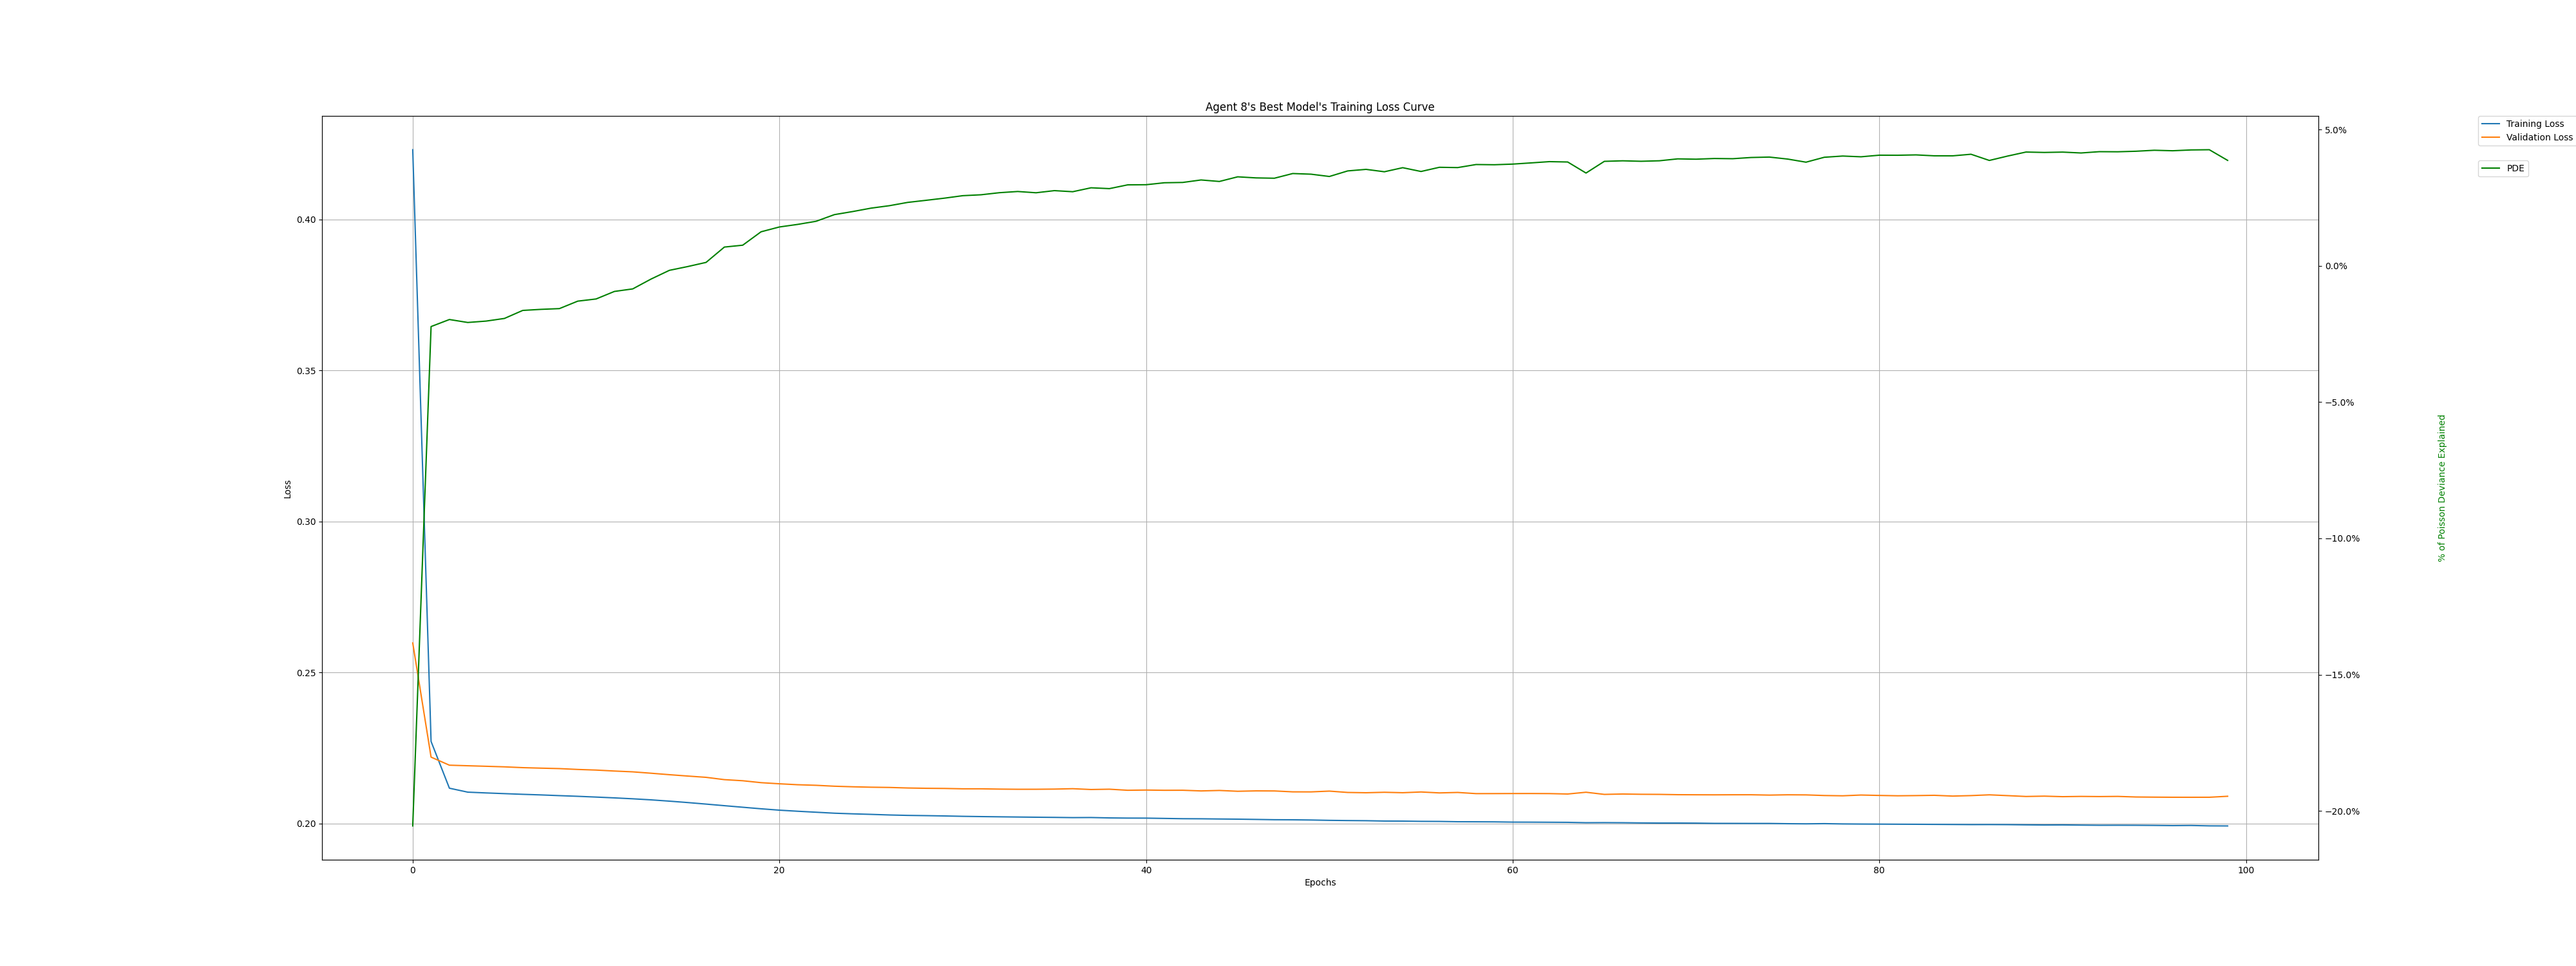 Agent 8's Best Model's Training Loss Curve
Training Loss
Validation Loss
PDE
Loss
0.40
0.35
0.30
0.25
0.20
0
20
40
60
80
100
Epochs
5.0%
0.0%
−5.0%
−10.0%
−15.0%
−20.0%
% of Poisson Deviance Explained